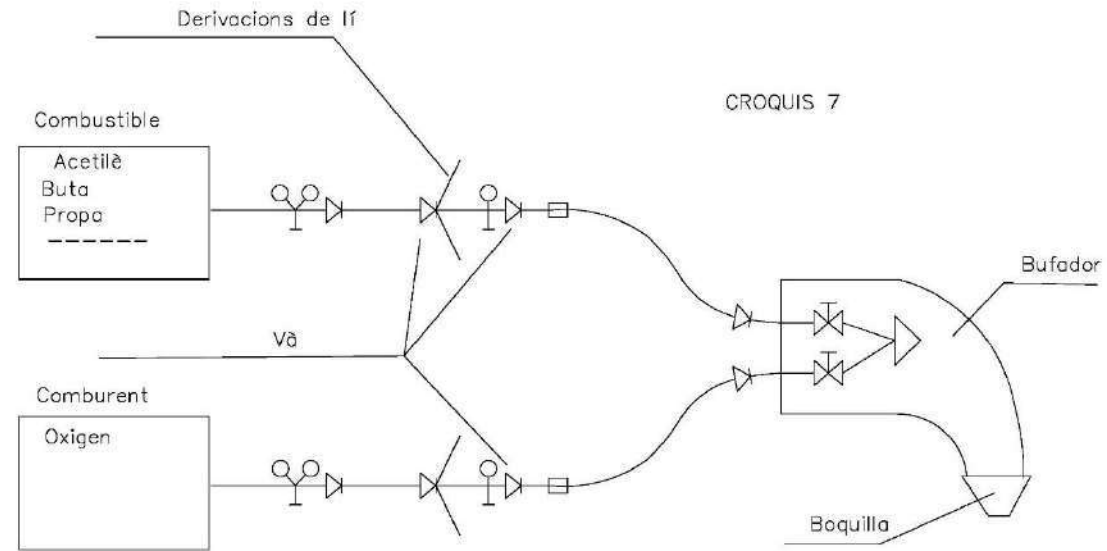 Derivacions de lí
CROQUIS 7
Combustible
Acetilè
Buta
Propa
------
Bufador
Và
Comburent
Oxigen
Boquilla